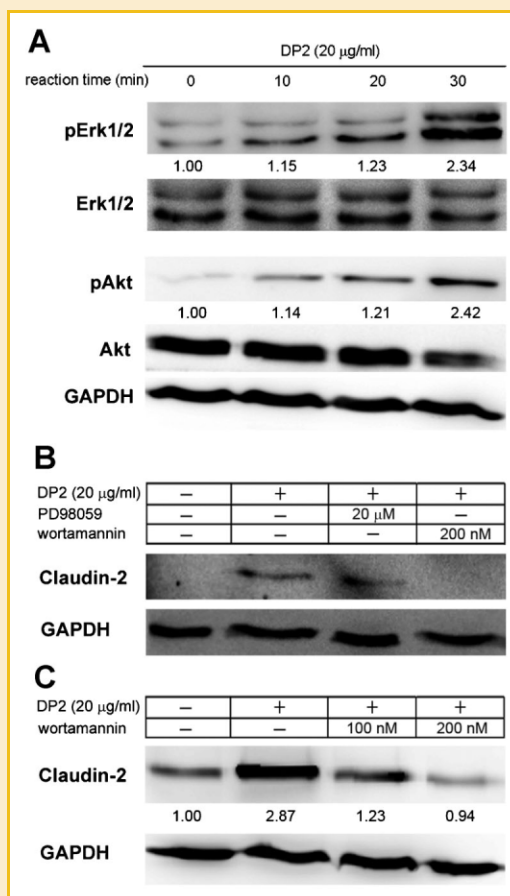 A
DP2 (20 μg/ml)
reaction time (min) 0 10 20 30
pErk1/2
1.00 1.15 1.23 2.34
Erk1/2
pAkt
1.00 1.14 1.21 2.42
Akt
GAPDH
B
DP2 (20 μg/ml) – + + +
PD98059 – – 20 μM –
wortamannin – – – 200 nM
Claudin-2
GAPDH
C
DP2 (20 μg/ml) – + + +
wortamannin – – 100 nM 200 nM
Claudin-2
1.00 2.87 1.23 0.94
GAPDH